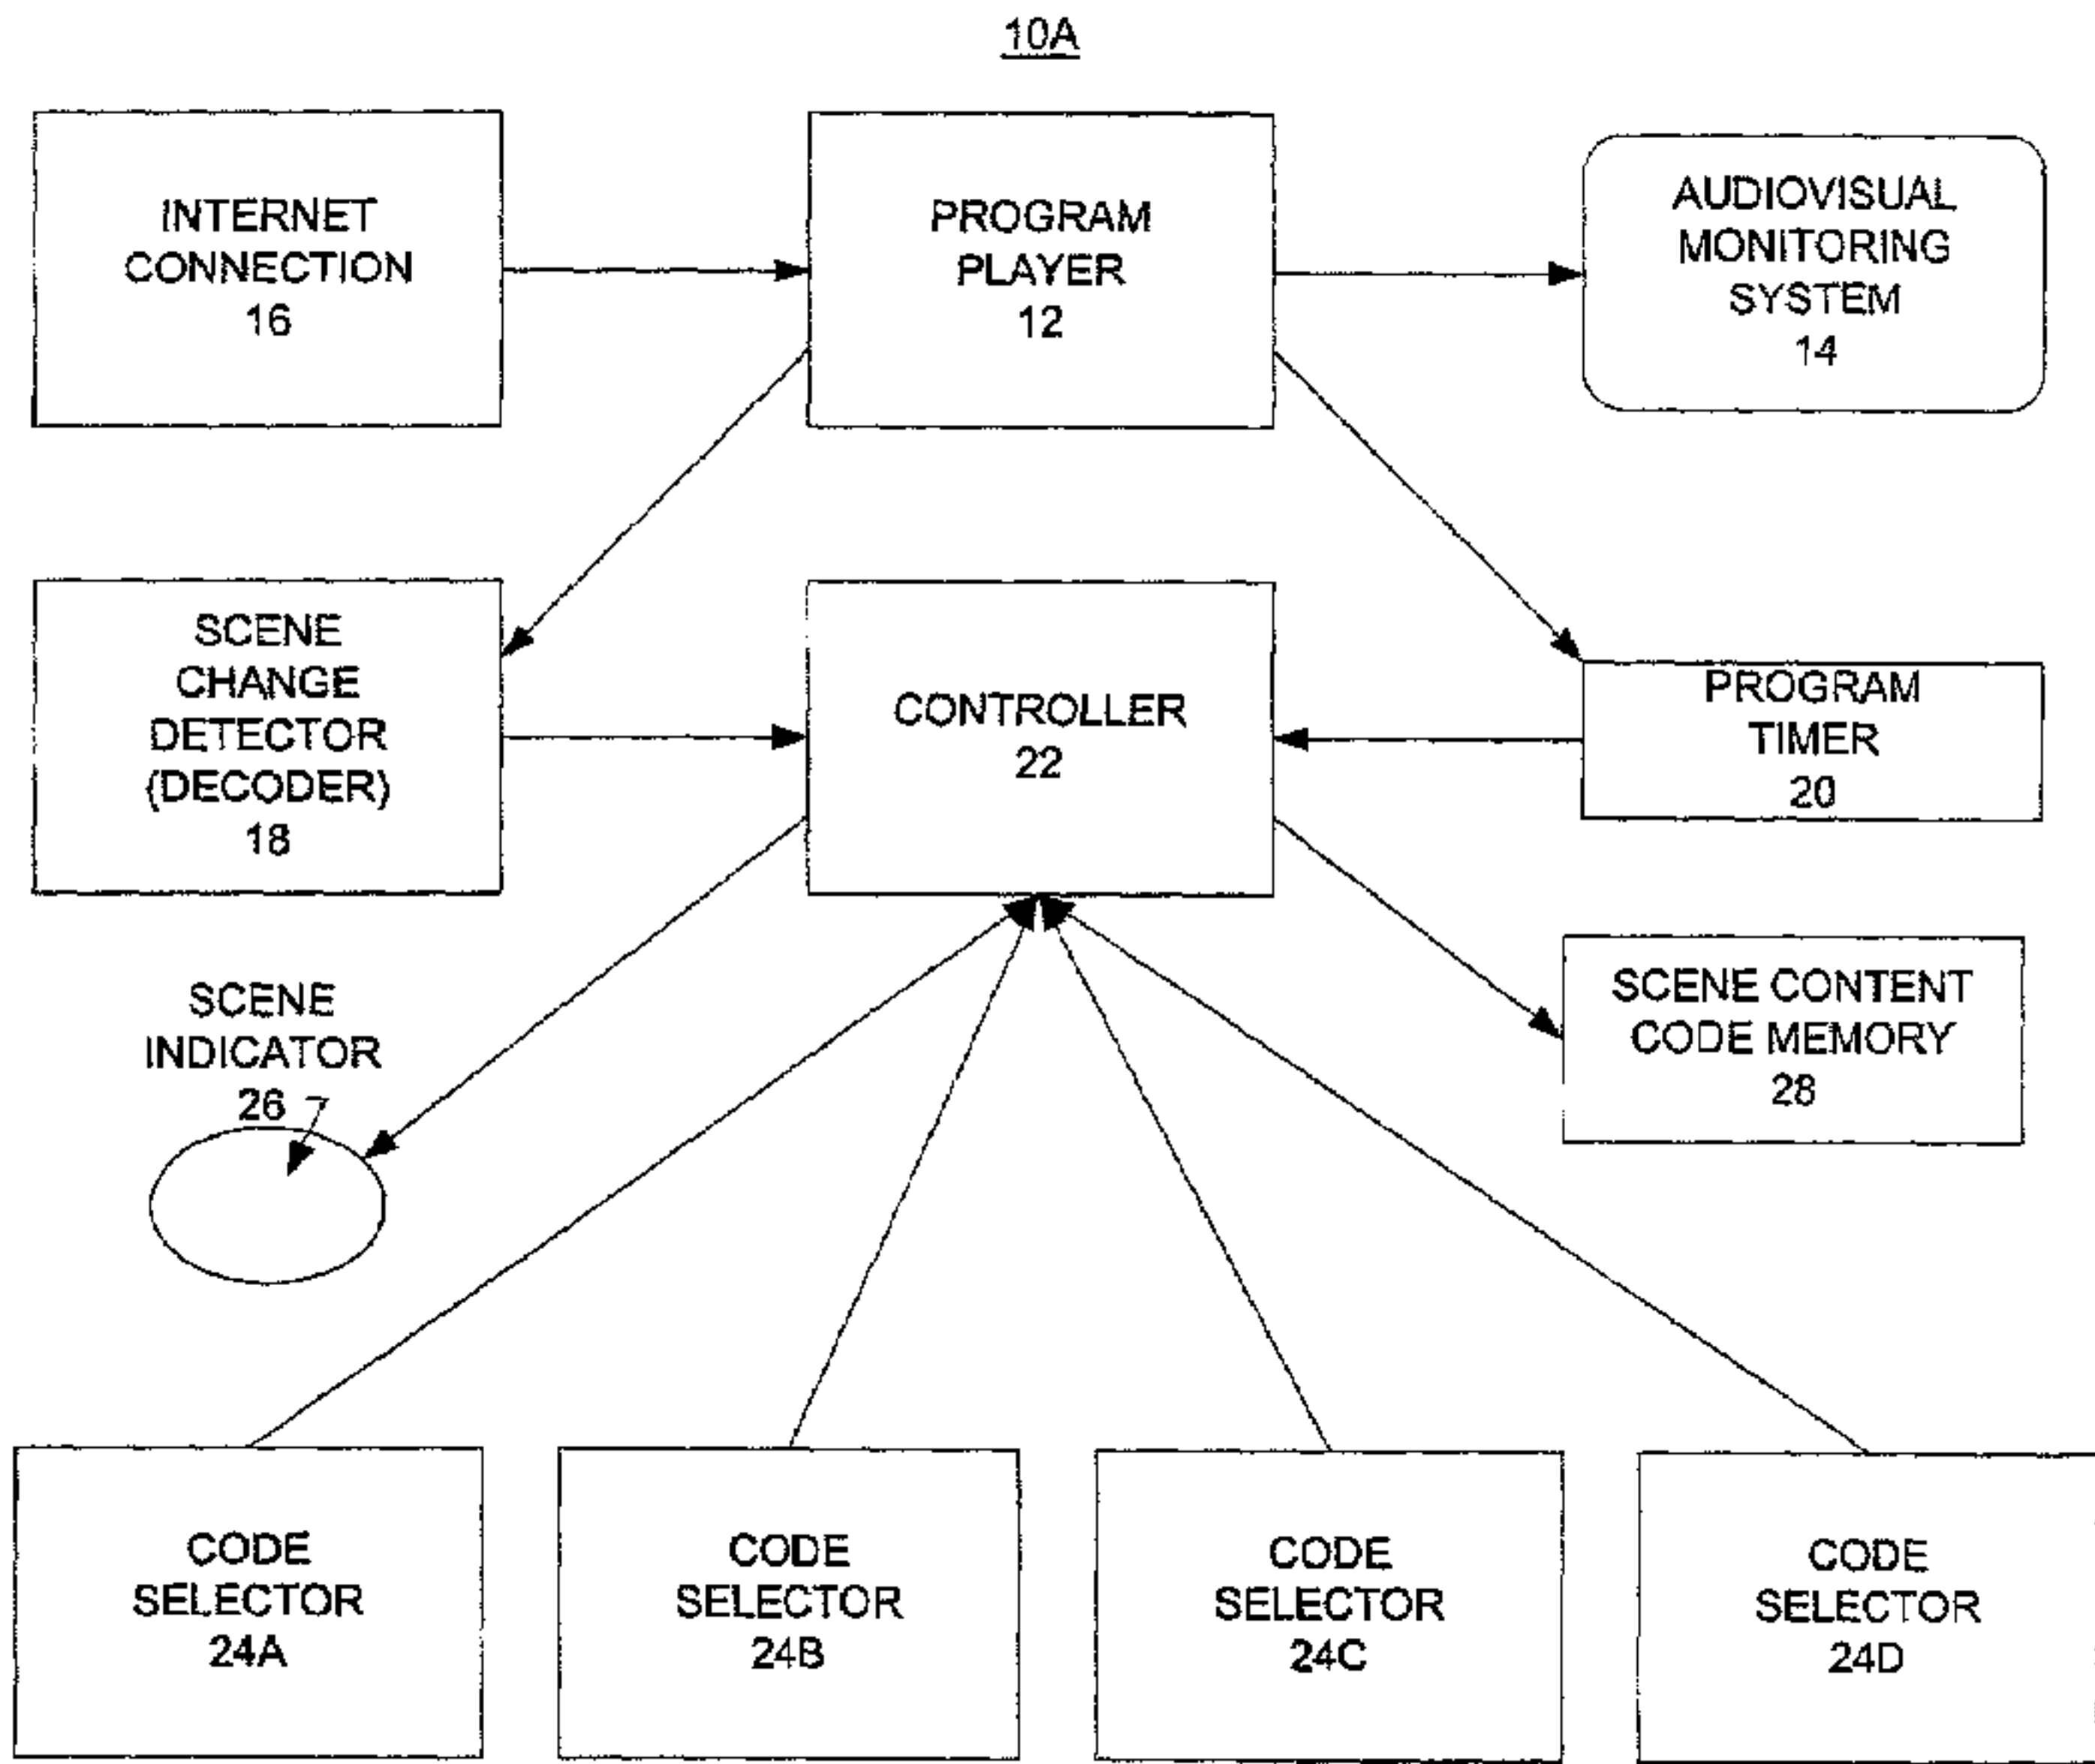 10A
INTERNET
CONNECTION
16
PROGRAM
PLAYER
12
AUDIOVISUAL
MONITORING
SYSTEM
14
SCENE
CHANGE
DETECTOR
(DECODER)
18
CONTROLLER
22
PROGRAM
TIMER
20
SCENE
INDICATOR
26
SCENE CONTENT
CODE MEMORY
28
CODE
SELECTOR
24A
CODE
SELECTOR
24B
CODE
SELECTOR
24C
CODE
SELECTOR
24D